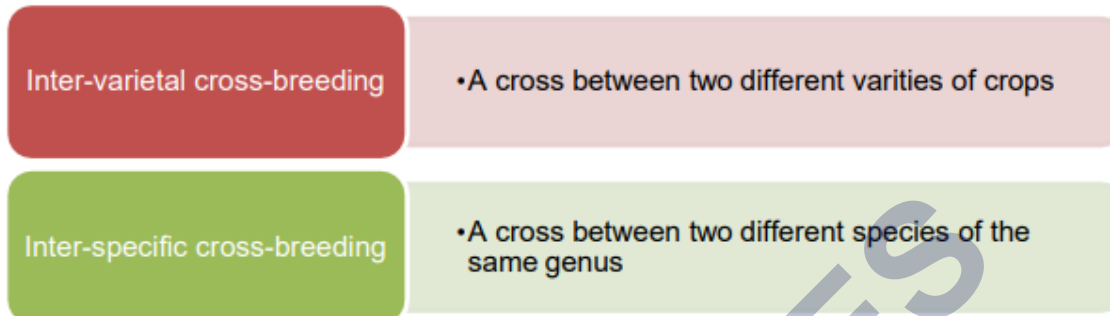 Inter-varietal cross-breeding
•A cross between two different varities of crops
Inter-specific cross-breeding
•A cross between two different species of the
same genus